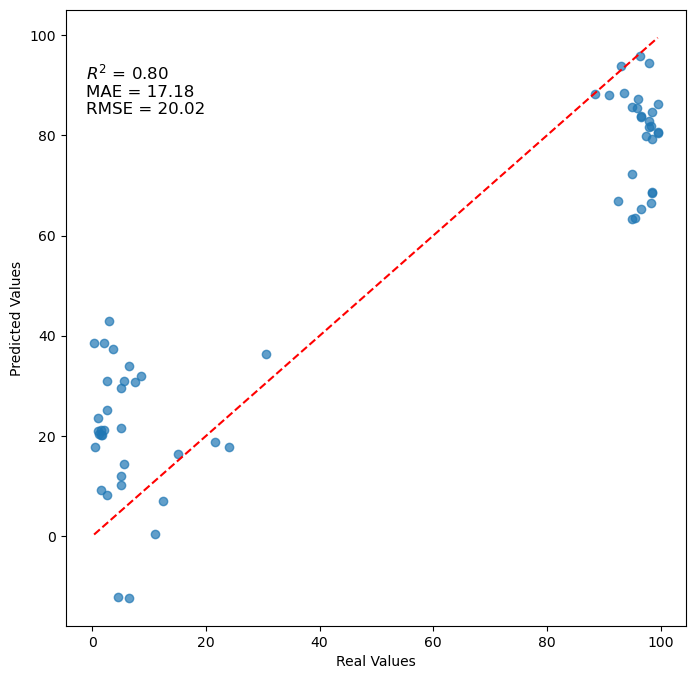 100
80
60
40
20
0
Predicted Values
R² = 0.80
MAE = 17.18
RMSE = 20.02
0 20 40 60 80 100
Real Values